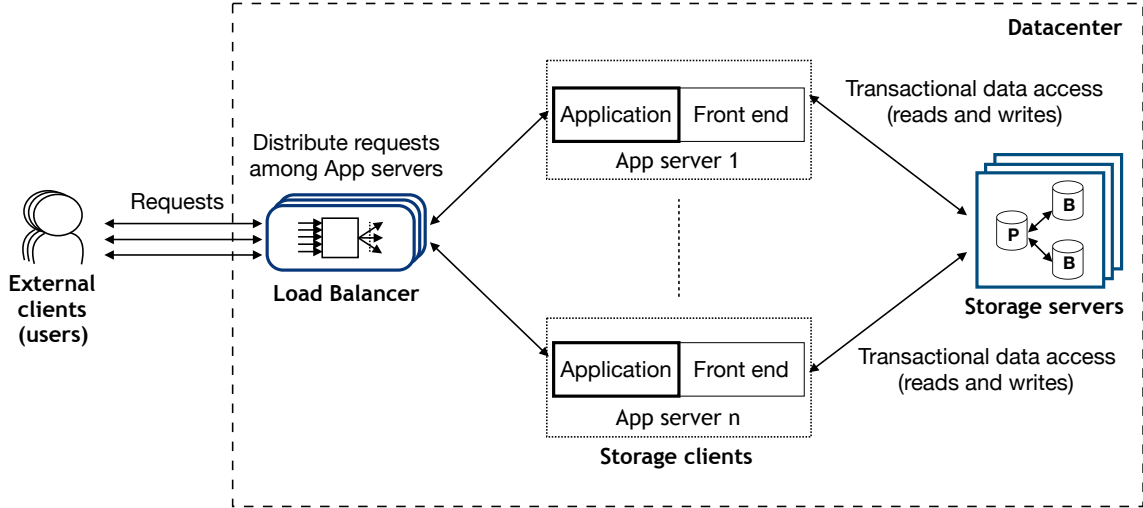 Datacenter
Transactional data access
(reads and writes)
Application
Front end
App server 1
Distribute requests
among App servers
Requests
B
P
B
External
clients
(users)
Load Balancer
Storage servers
Application
Front end
App server n
Storage clients
Transactional data access
(reads and writes)